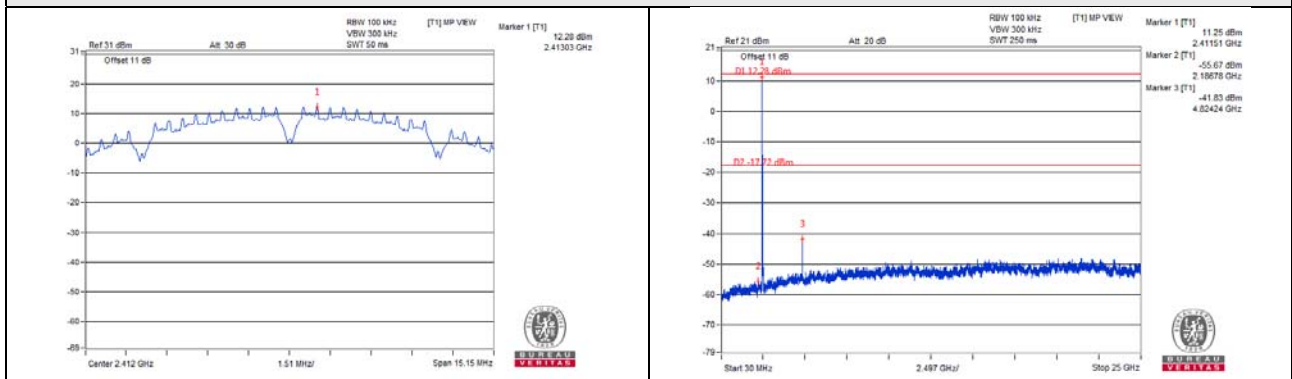 RBW 100 kHz
VBW 300 kHz
SWT 50 ms
[T1] MP VIEW
Marker 1 [T1]
12.28 dBm
2.41303 GHz
Ref 31 dBm
Att 30 dB
31
Offset 11 dB
20
10
0
-10
-20
-30
-40
-50
-60
-69
1
Center 2.412 GHz
1.51 MHz/
Span 15.15 MHz
BUREAU
VERITAS
RBW 100 kHz
VBW 300 kHz
SWT 250 ms
[T1] MP VIEW
Marker 1 [T1]
11.25 dBm
2.41151 GHz
Marker 2 [T1]
-55.67 dBm
2.18678 GHz
Marker 3 [T1]
-41.83 dBm
4.82424 GHz
Ref 21 dBm
Att 20 dB
21
Offset 11 dB
1
D1 12.28 dBm
10
0
-10
D2 -17.72 dBm
-20
-30
3
-40
-50
2
-60
-70
-79
Start 30 MHz
2.497 GHz/
Stop 25 GHz
BUREAU
VERITAS